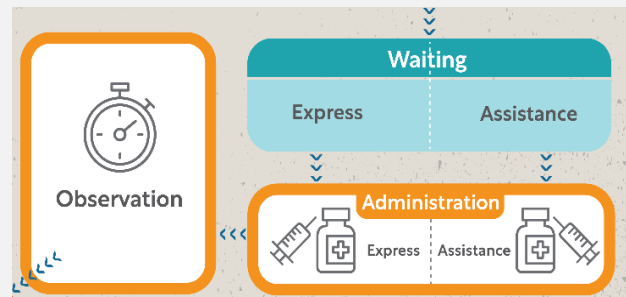 Waiting
Express
Assistance
Observation
Administration
Express
Assistance